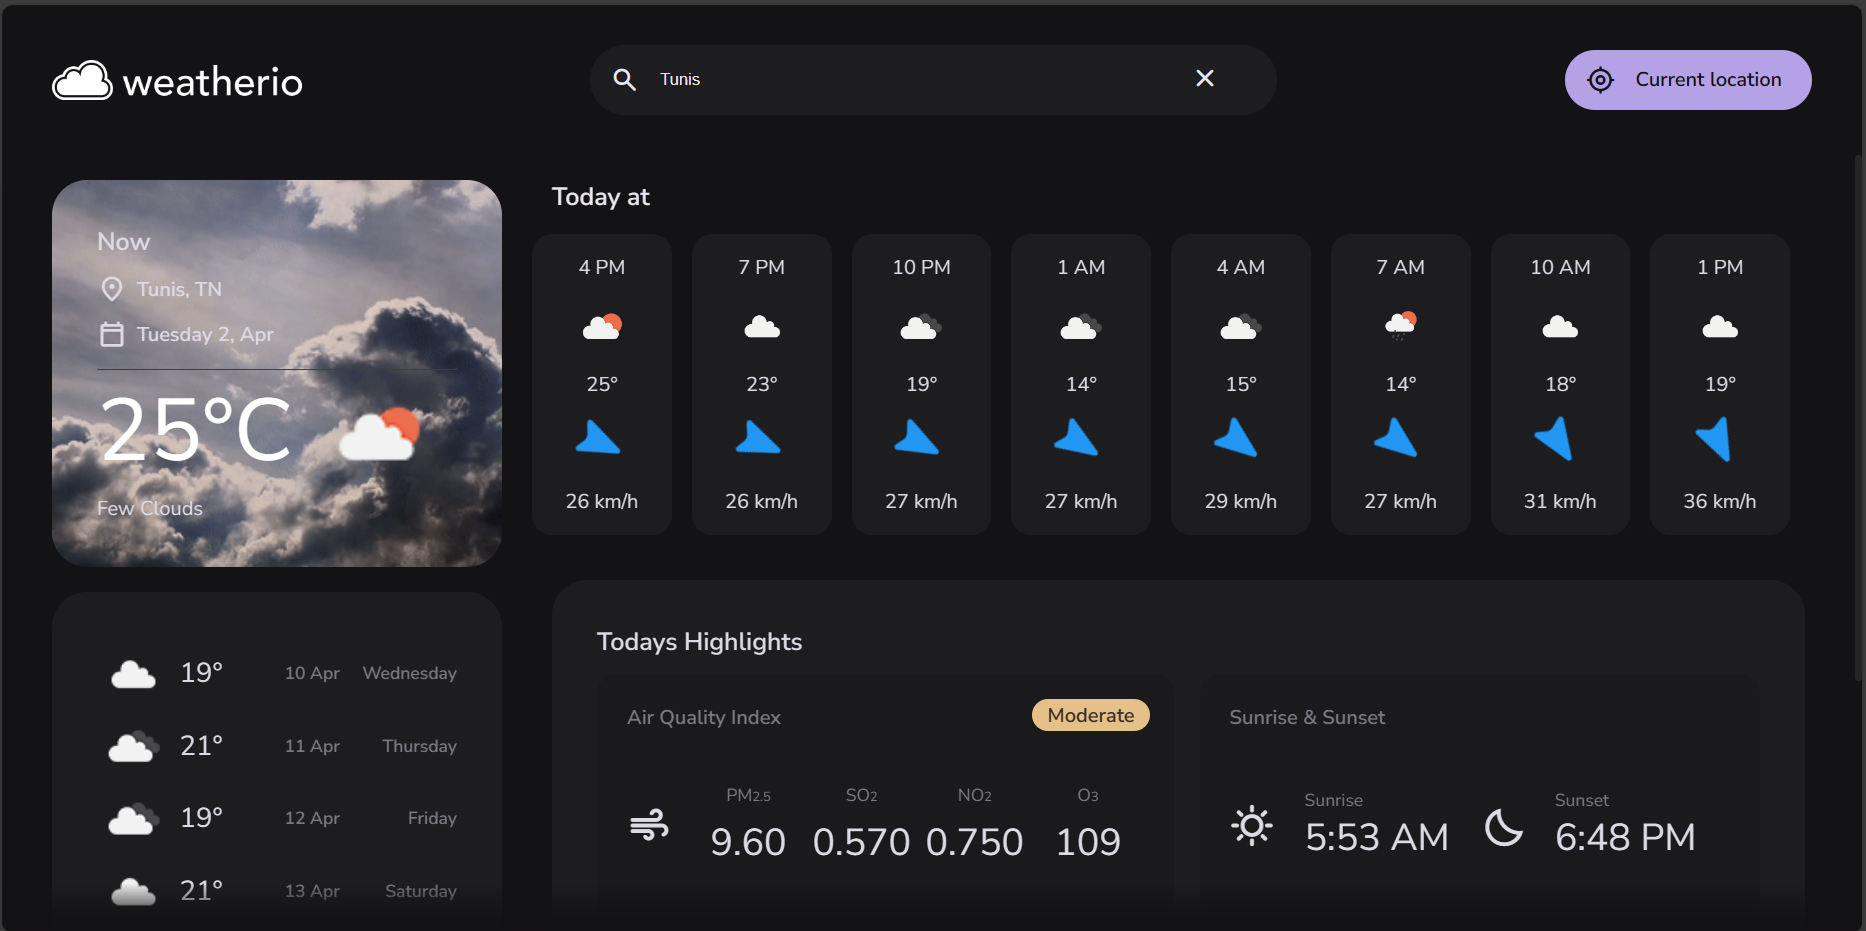 weatherio
Tunis
Current location
Now
Tunis, TN
Tuesday 2, Apr
25°C
Few Clouds
Today at
4 PM 7 PM 10 PM 1 AM 4 AM 7 AM 10 AM 1 PM
25° 23° 19° 14° 15° 14° 18° 19°
26 km/h 26 km/h 27 km/h 27 km/h 29 km/h 27 km/h 31 km/h 36 km/h
19° 10 Apr Wednesday
21° 11 Apr Thursday
19° 12 Apr Friday
21° 13 Apr Saturday
Todays Highlights
Air Quality Index Moderate
PM2.5 SO2 NO2 O3
9.60 0.570 0.750 109
Sunrise & Sunset
Sunrise Sunset
5:53 AM 6:48 PM